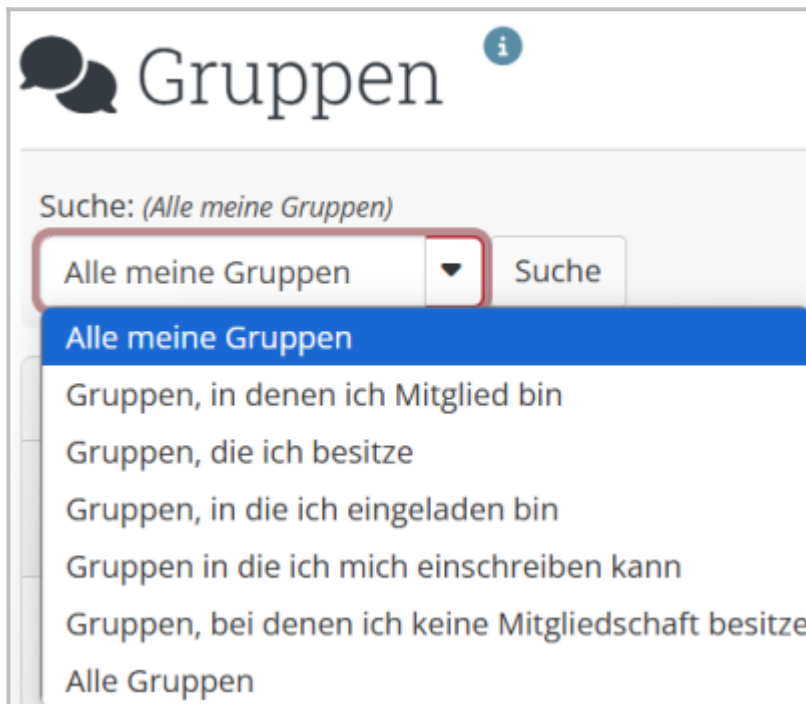 Gruppen
Suche: (Alle meine Gruppen)
Alle meine Gruppen Suche
Alle meine Gruppen
Gruppen, in denen ich Mitglied bin
Gruppen, die ich besitze
Gruppen, in die ich eingeladen bin
Gruppen in die ich mich einschreiben kann
Gruppen, bei denen ich keine Mitgliedschaft besitze
Alle Gruppen